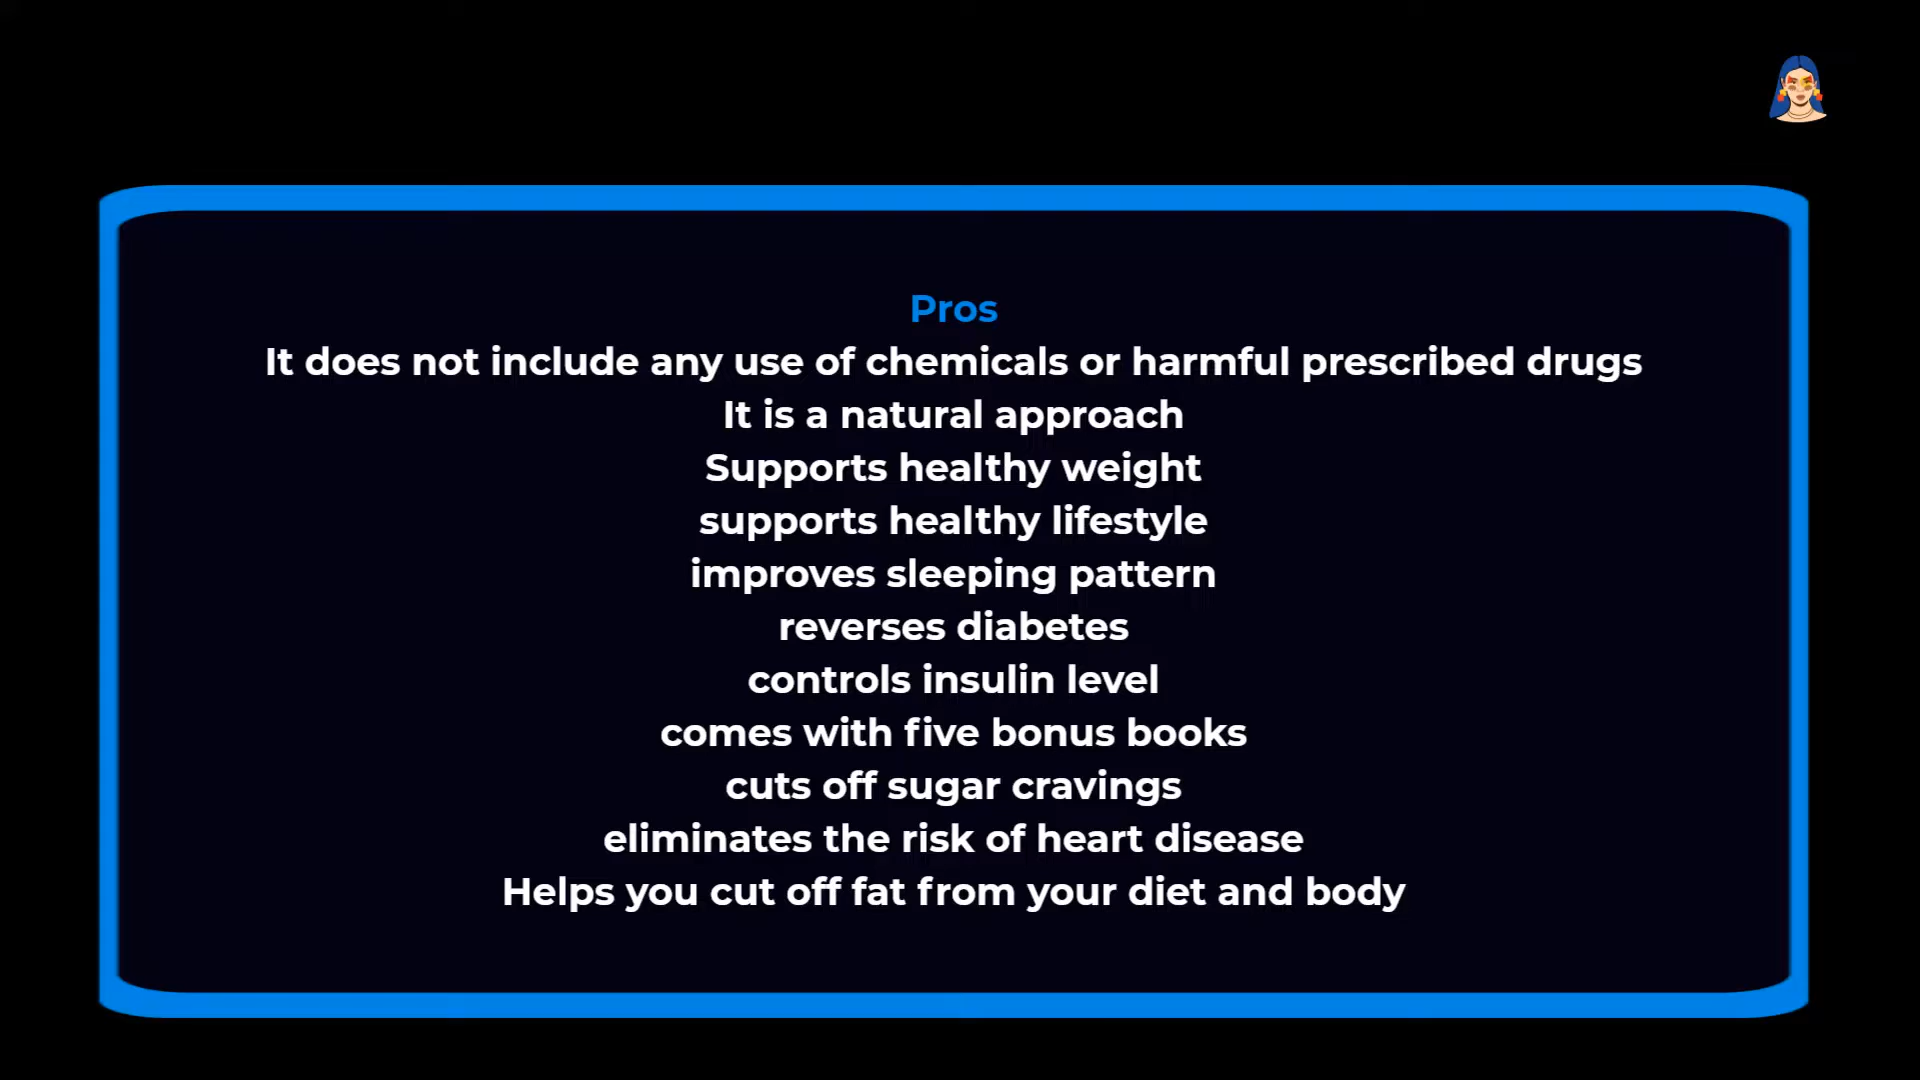 Pros
It does not include any use of chemicals or harmful prescribed drugs
It is a natural approach
Supports healthy weight
supports healthy lifestyle
improves sleeping pattern
reverses diabetes
controls insulin level
comes with five bonus books
cuts off sugar cravings
eliminates the risk of heart disease
Helps you cut off fat from your diet and body